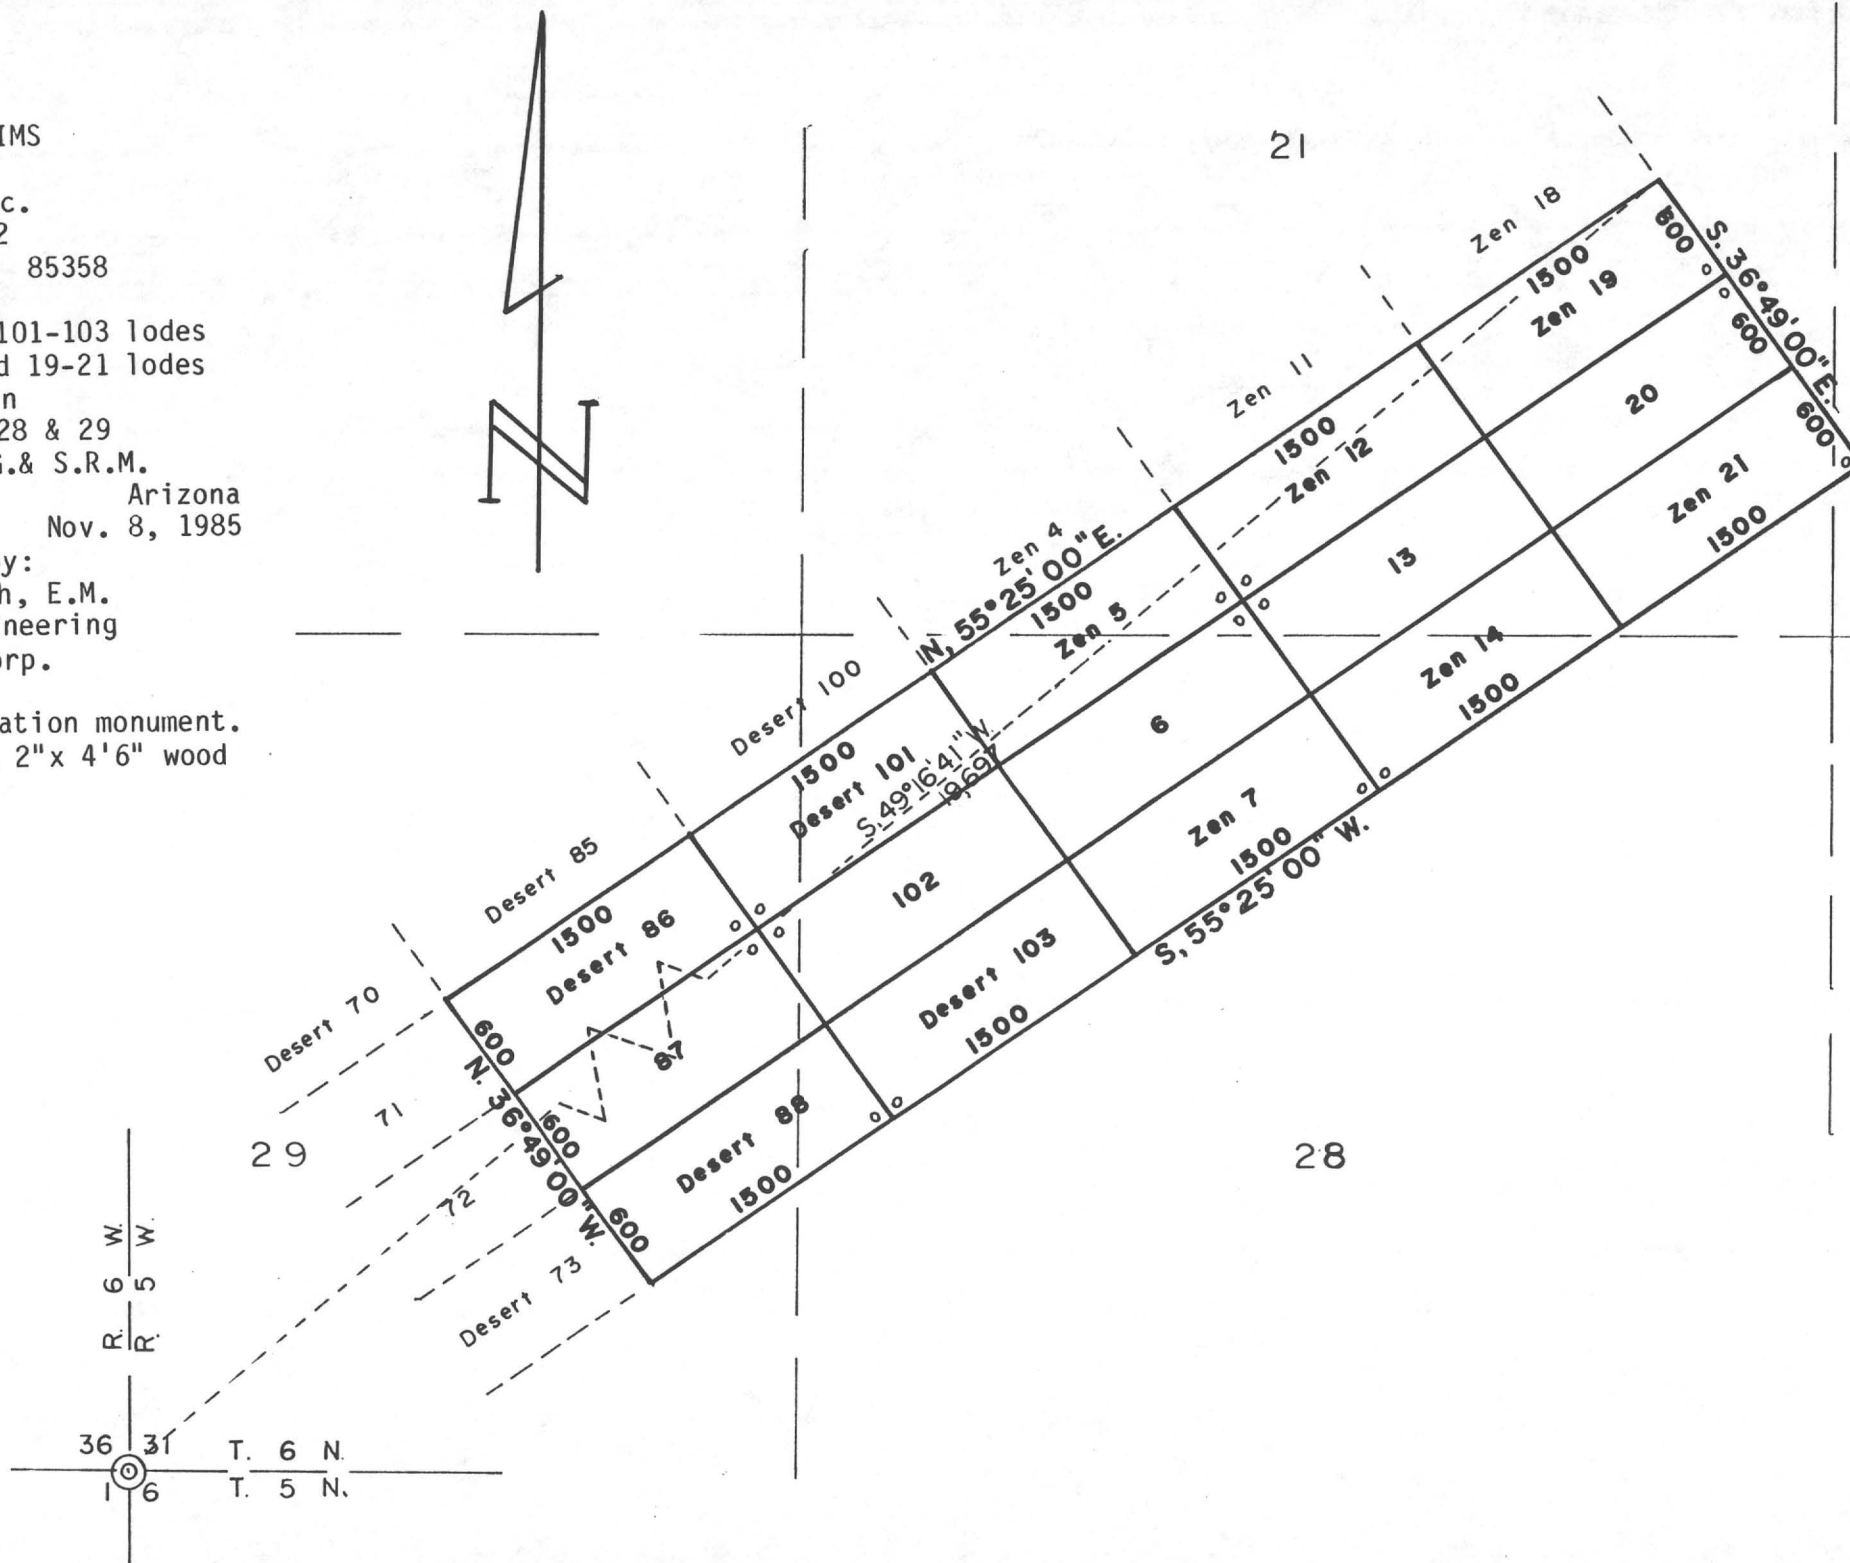 IMS
c.
2
85358
101-103 lodes
d 19-21 lodes
n
28 & 29
G.& S.R.M.
Arizona
Nov. 8, 1985
y:
h, E.M.
neering
orp.
ation monument.
2"x 4'6" wood
N
21
Zen 18
1500
Zen 19
600
S. 36°49'00"E.
600
600
20
Zen 21
1500
Zen 11
1500
Zen 12
13
Zen 14
1500
Zen 4
N, 55°25'00"E.
1500
Zen 5
6
Zen 7
1500
S, 55°25'00" W.
Desert 100
1500
Desert 101
S. 49°16'41" W.
102
Desert 103
1500
Desert 85
1500
Desert 86
87
Desert 88
1500
600
N. 36°49'00"W.
600
600
Desert 70
71
72
Desert 73
29
28
R. 6 W.
R. 5 W.
36 31
T. 6 N.
1 6
T. 5 N.